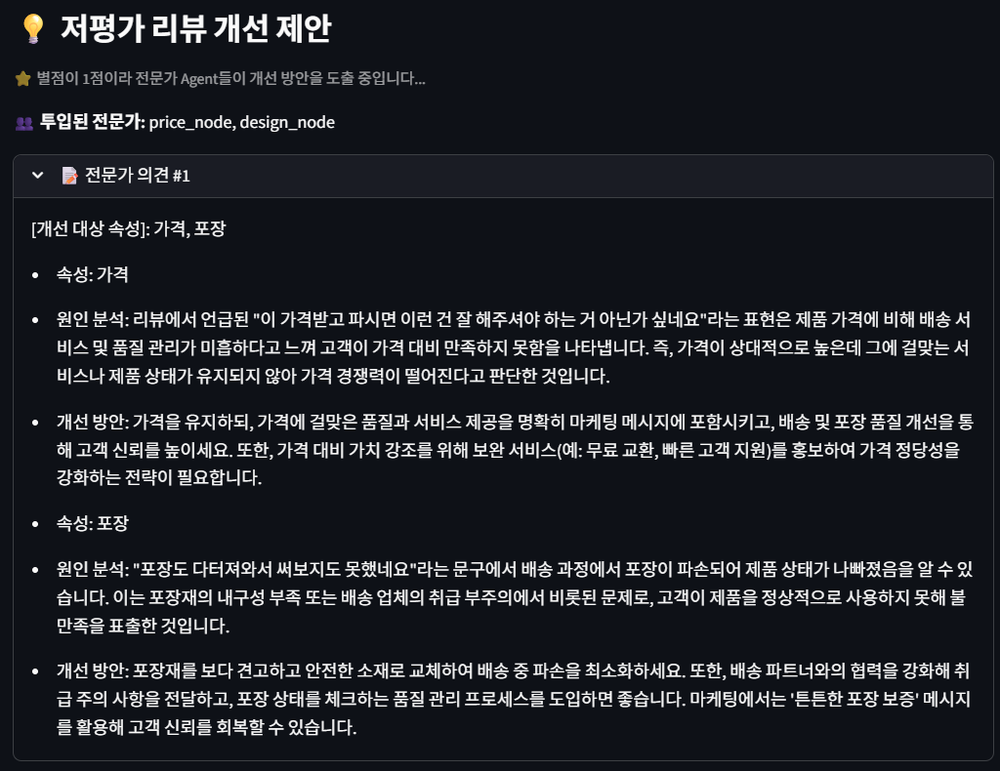 💡 저평가 리뷰 개선 제안
⭐ 별점이 1점이라 전문가 Agent들이 개선 방안을 도출 중입니다...
👥 투입된 전문가: price_node, design_node
📝 전문가 의견 #1
[개선 대상 속성]: 가격, 포장
• 속성: 가격
• 원인 분석: 리뷰에서 언급된 "이 가격받고 파시면 이런 건 잘 해주셔야 하는 거 아닌가 싶네요"라는 표현은 제품 가격에 비해 배송 서
비스 및 품질 관리가 미흡하다고 느껴 고객이 가격 대비 만족하지 못함을 나타냅니다. 즉, 가격이 상대적으로 높은데 그에 걸맞는 서
비스나 제품 상태가 유지되지 않아 가격 경쟁력이 떨어진다고 판단한 것입니다.
• 개선 방안: 가격을 유지하되, 가격에 걸맞은 품질과 서비스 제공을 명확히 마케팅 메시지에 포함시키고, 배송 및 포장 품질 개선을 통
해 고객 신뢰를 높이세요. 또한, 가격 대비 가치 강조를 위해 보완 서비스(예: 무료 교환, 빠른 고객 지원)를 홍보하여 가격 정당성을
강화하는 전략이 필요합니다.
• 속성: 포장
• 원인 분석: "포장도 다터져와서 써보지도 못했네요"라는 문구에서 배송 과정에서 포장이 파손되어 제품 상태가 나빠졌음을 알 수 있
습니다. 이는 포장재의 내구성 부족 또는 배송 업체의 취급 부주의에서 비롯된 문제로, 고객이 제품을 정상적으로 사용하지 못해 불
만족을 표출한 것입니다.
• 개선 방안: 포장재를 보다 견고하고 안전한 소재로 교체하여 배송 중 파손을 최소화하세요. 또한, 배송 파트너와의 협력을 강화해 취
급 주의 사항을 전달하고, 포장 상태를 체크하는 품질 관리 프로세스를 도입하면 좋습니다. 마케팅에서는 '튼튼한 포장 보증' 메시지
를 활용해 고객 신뢰를 회복할 수 있습니다.